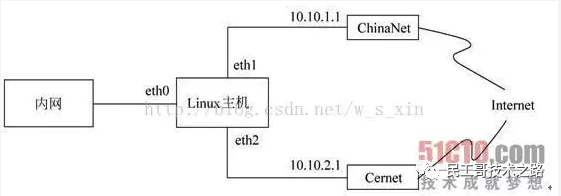 10.10.1.1
ChinaNet
eth1
eth0
内网
Linux主机
Internet
http://blog.csdn.net/w_s_xin
eth2
10.10.2.1
Cernet
51CTO.com
技术成就梦想
民工哥技术之路